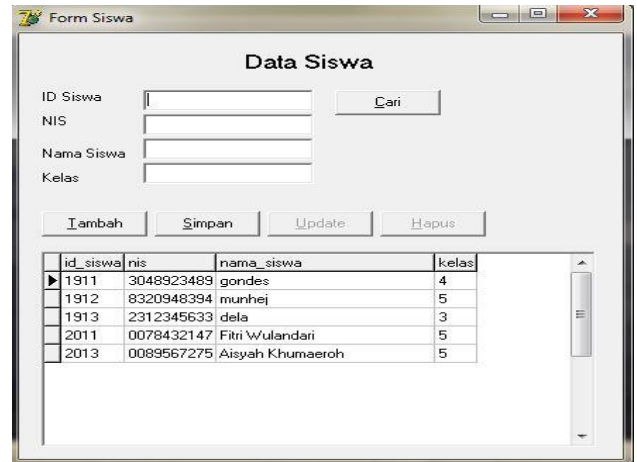 Form Siswa
Data Siswa
ID Siswa Cari
NIS
Nama Siswa
Kelas
Tambah Simpan Update Hapus
id_siswa nis nama_siswa kelas
1911 3048923489 gondes 4
1912 8320948394 munhej 5
1913 2312345633 dela 3
2011 0078432147 Fitri Wulandari 5
2013 0089567275 Aisyah Khumaeroh 5